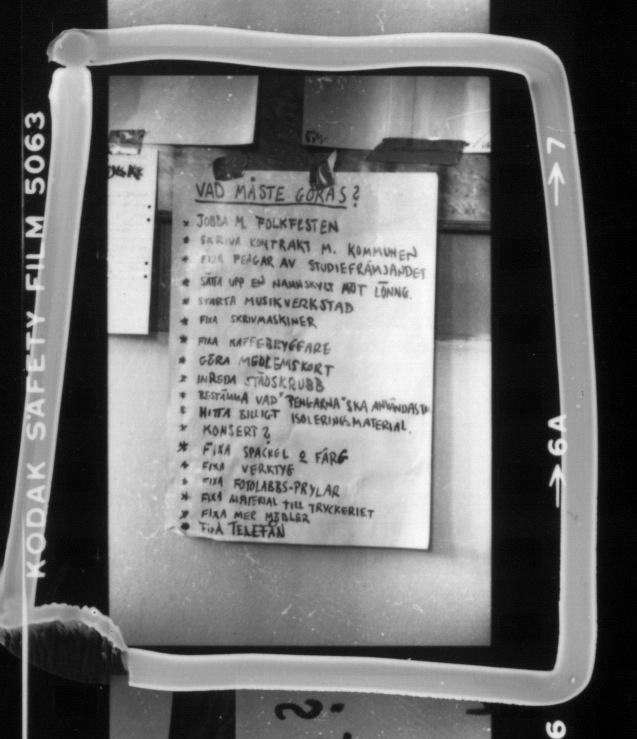 KODAK SAFETY FILM 5063
→7
→6A
6
VAD MÅSTE GÖRAS?
* JOBBA M. FOLKFESTEN
* SKRIVA KONTRAKT M. KOMMUNEN
* FIXA PENGAR AV STUDIEFRÄMJANDET
* SÄTTA UPP EN NAMNSKYLT MOT LÖNNG.
* STARTA MUSIKVERKSTAD
* FIXA SKRIVMASKINER
* FIXA KAFFEBRYGGARE
* GÖRA MEDLEMSKORT
* INREDA STÄDSKRUBB
* BESTÄMMA VAD "PENGARNA" SKA ANVÄNDAS
* HITTA BILLIGT ISOLERINGSMATERIAL.
* KONSERT?
* FIXA SPACKEL O FÄRG
* FIXA VERKTYG
* FIXA FOTOLABBS-PRYLAR
* FIXA MATERIAL TILL TRYCKERIET
* FIXA MER MÖBLER
* FIXA TELEFÅN